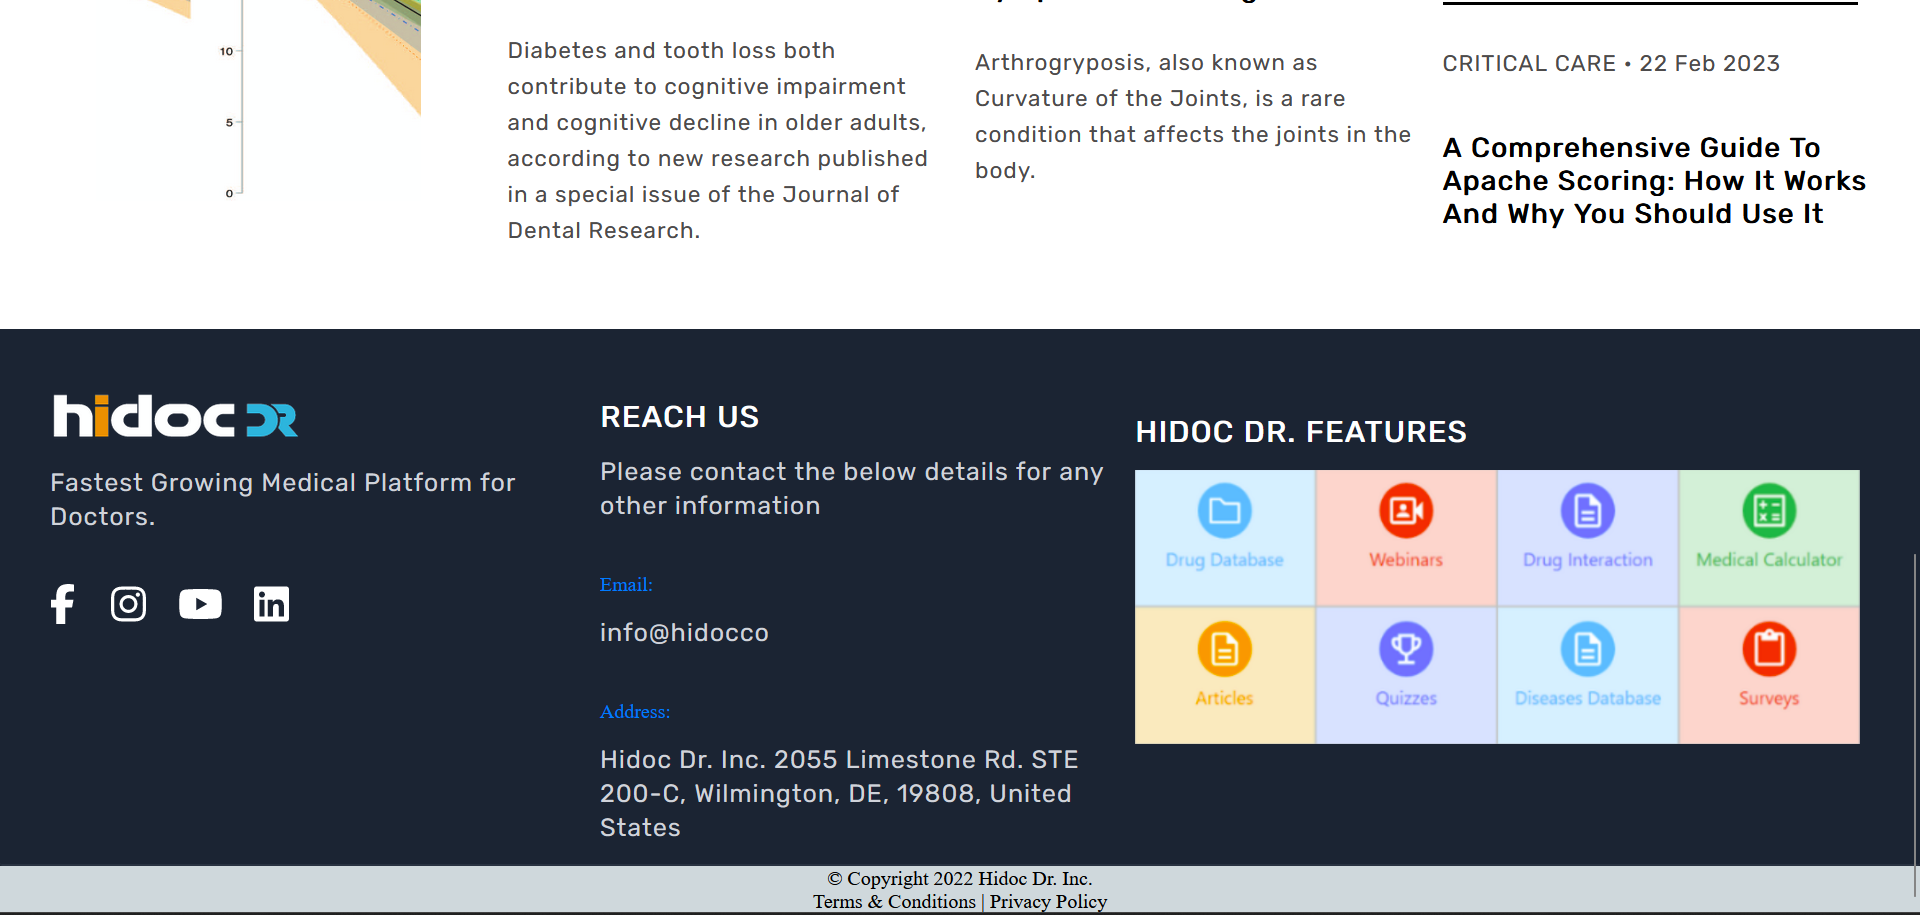 10
5
0
Diabetes and tooth loss both
contribute to cognitive impairment
and cognitive decline in older adults,
according to new research published
in a special issue of the Journal of
Dental Research.
Arthrogryposis, also known as
Curvature of the Joints, is a rare
condition that affects the joints in the
body.
CRITICAL CARE • 22 Feb 2023
A Comprehensive Guide To
Apache Scoring: How It Works
And Why You Should Use It
hidoc DR
Fastest Growing Medical Platform for
Doctors.
REACH US
Please contact the below details for any
other information
Email:
info@hidocco
Address:
Hidoc Dr. Inc. 2055 Limestone Rd. STE
200-C, Wilmington, DE, 19808, United
States
HIDOC DR. FEATURES
Drug Database
Webinars
Drug Interaction
Medical Calculator
Articles
Quizzes
Diseases Database
Surveys
© Copyright 2022 Hidoc Dr. Inc.
Terms & Conditions | Privacy Policy